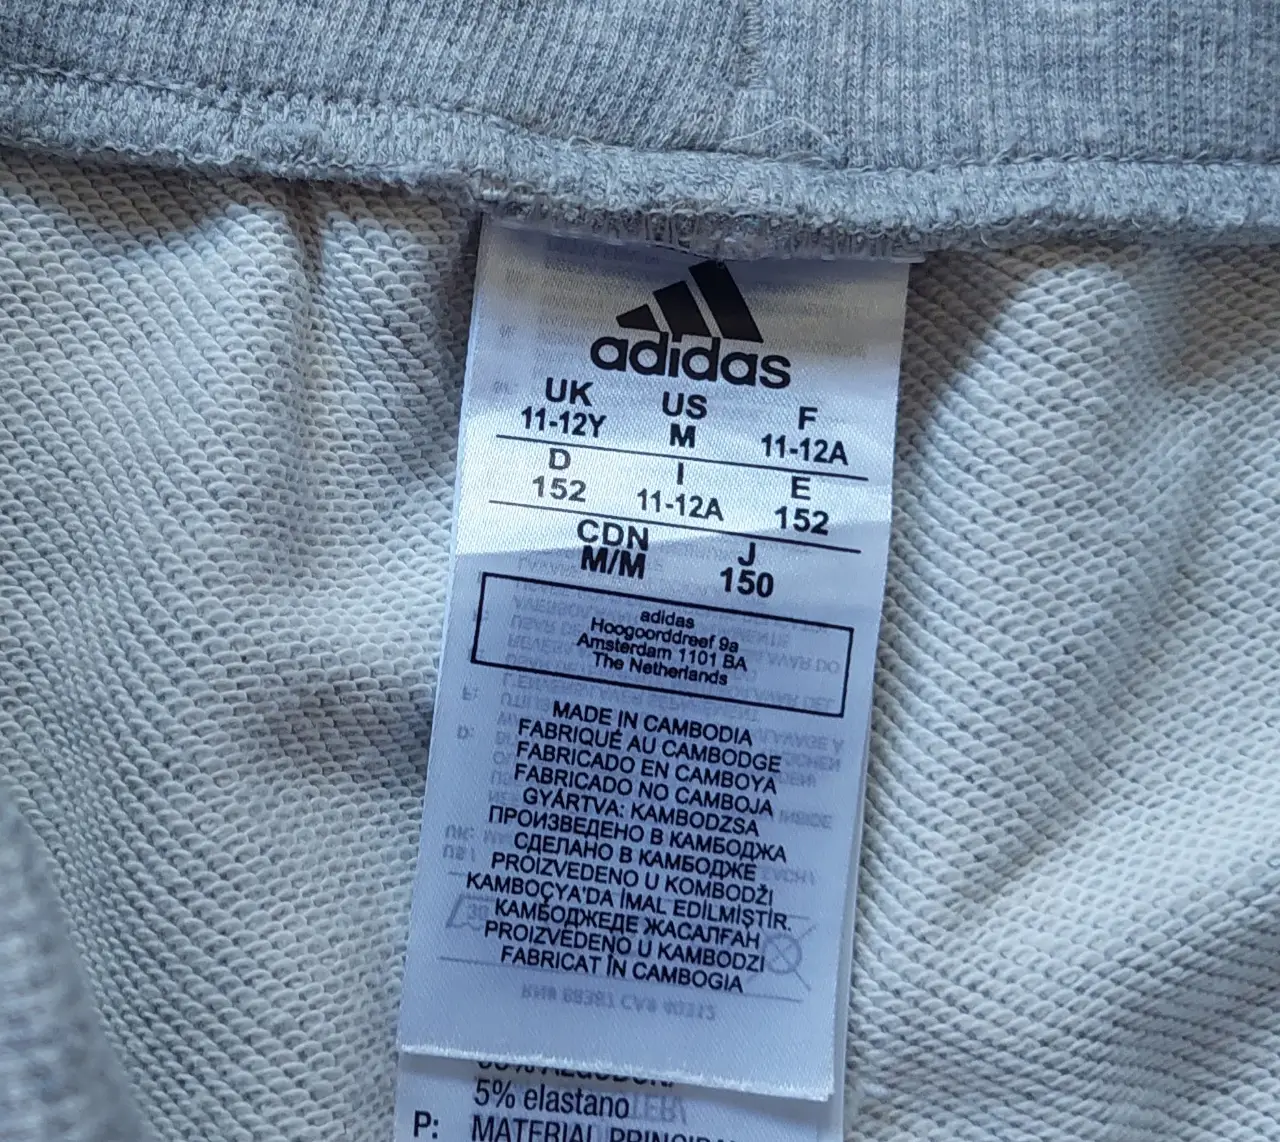 adidas
UK US F
11-12Y M 11-12A
D I E
152 11-12A 152
CDN J
M/M 150
adidas
Hoogoorddreef 9a
Amsterdam 1101 BA
The Netherlands
MADE IN CAMBODIA
FABRIQUÉ AU CAMBODGE
FABRICADO EN CAMBOYA
FABRICADO NO CAMBOJA
GYÁRTVA: KAMBODZSA
ПРОИЗВЕДЕНО В КАМБОДЖА
СДЕЛАНО В КАМБОДЖЕ
PROIZVEDENO U KOMBODŽI
KAMBOÇYA'DA İMAL EDİLMİŞTİR.
КАМБОДЖЕДЕ ЖАСАЛҒАН
PROIZVEDENO U KAMBODZI
FABRICAT ÎN CAMBOGIA
5% elastano
P: MATERIAL